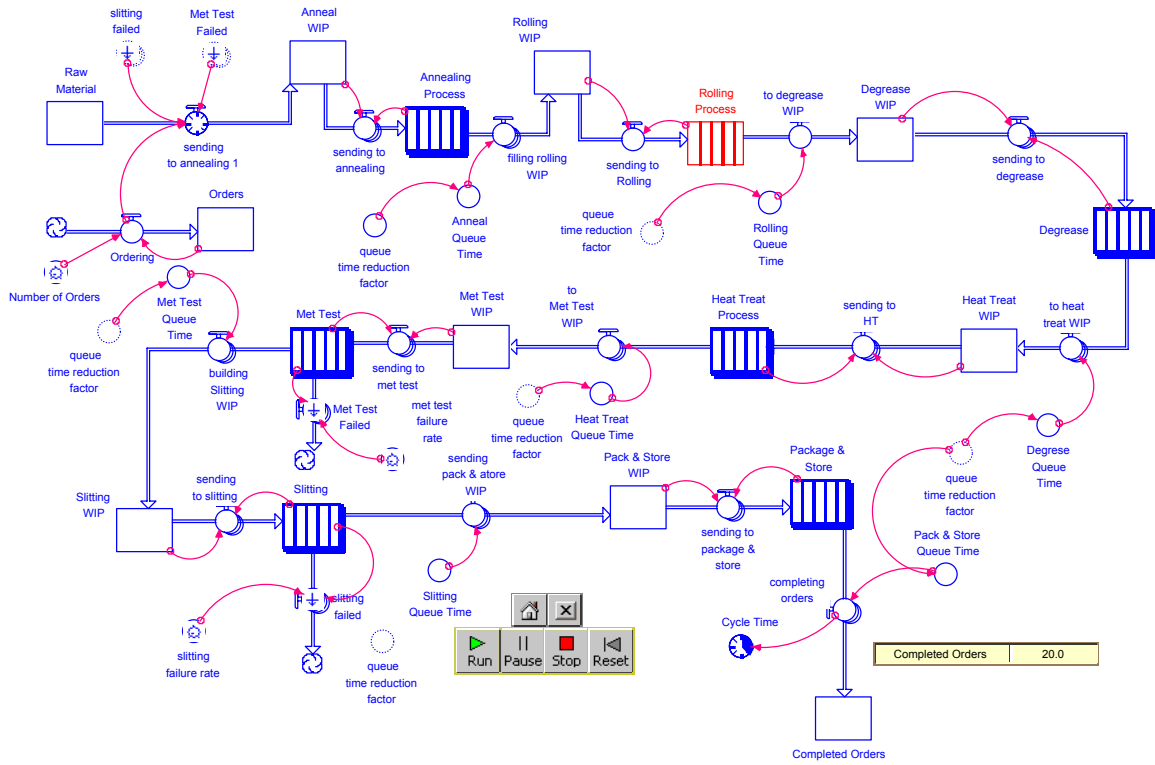 slitting
failed
Met Test
Failed
Anneal
WIP
Rolling
WIP
Raw
Material
Annealing
Process
Rolling
Process
to degrease
WIP
Degrease
WIP
sending
to annealing 1
sending to
annealing
filling rolling
WIP
sending to
Rolling
sending to
degrease
Orders
Ordering
Number of Orders
queue
time reduction
factor
Anneal
Queue
Time
queue
time reduction
factor
Rolling
Queue
Time
Degrease
Met Test
Queue
Time
queue
time reduction
factor
building
Slitting
WIP
Met Test
sending to
met test
Met Test
WIP
to
Met Test
WIP
Heat Treat
Process
sending to
HT
Heat Treat
WIP
to heat
treat WIP
Met Test
Failed
met test
failure
rate
queue
time reduction
factor
Heat Treat
Queue Time
Degrese
Queue
Time
queue
time reduction
factor
Slitting
WIP
sending
to slitting
Slitting
sending
pack & atore
WIP
Pack & Store
WIP
Package &
Store
sending to
package &
store
Pack & Store
Queue Time
slitting
failed
Slitting
Queue Time
slitting
failure rate
queue
time reduction
factor
completing
orders
Cycle Time
Run
Pause
Stop
Reset
Completed Orders 20.0
Completed Orders